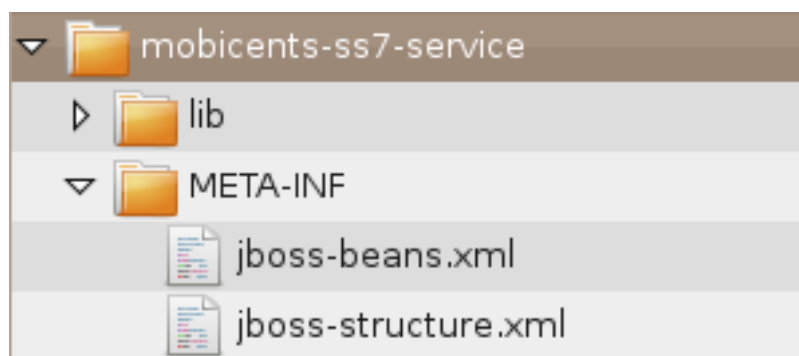 mobicents-ss7-service
lib
META-INF
jboss-beans.xml
jboss-structure.xml